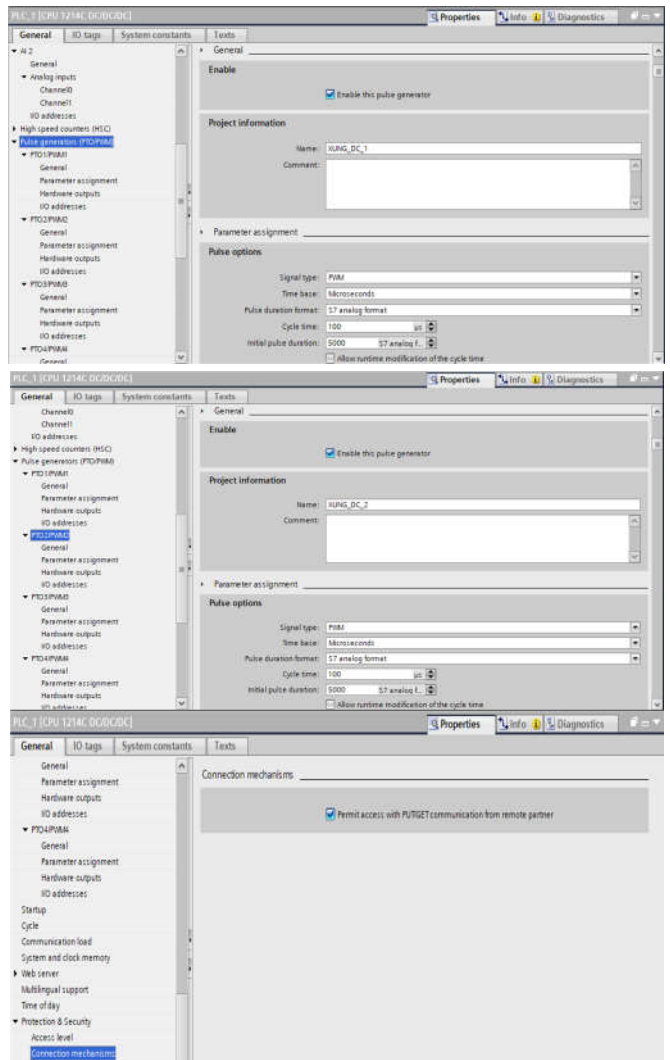 PLC_1 [CPU 1214C DC/DC/DC]
Properties Info Diagnostics
General IO tags System constants Texts
AI 2
General
Analog inputs
Channel0
Channel1
I/O addresses
High speed counters (HSC)
Pulse generators (PTO/PWM)
PTO1/PWM1
General
Parameter assignment
Hardware outputs
I/O addresses
PTO2/PWM2
General
Parameter assignment
Hardware outputs
I/O addresses
PTO3/PWM3
General
Parameter assignment
Hardware outputs
I/O addresses
PTO4/PWM4
General
General
Enable
Enable this pulse generator
Project information
Name: XUNG_DC_1
Comment:
Parameter assignment
Pulse options
Signal type: PWM
Time base: Microseconds
Pulse duration format: S7 analog format
Cycle time: 100 µs
Initial pulse duration: 5000 S7 analog f...
Allow runtime modification of the cycle time
PLC_1 [CPU 1214C DC/DC/DC]
Properties Info Diagnostics
General IO tags System constants Texts
Channel0
Channel1
I/O addresses
High speed counters (HSC)
Pulse generators (PTO/PWM)
PTO1/PWM1
General
Parameter assignment
Hardware outputs
I/O addresses
PTO2/PWM2
General
Parameter assignment
Hardware outputs
I/O addresses
PTO3/PWM3
General
Parameter assignment
Hardware outputs
I/O addresses
PTO4/PWM4
General
Parameter assignment
Hardware outputs
I/O addresses
General
Enable
Enable this pulse generator
Project information
Name: XUNG_DC_2
Comment:
Parameter assignment
Pulse options
Signal type: PWM
Time base: Microseconds
Pulse duration format: S7 analog format
Cycle time: 100 µs
Initial pulse duration: 5000 S7 analog f...
Allow runtime modification of the cycle time
PLC_1 [CPU 1214C DC/DC/DC]
Properties Info Diagnostics
General IO tags System constants Texts
General
Parameter assignment
Hardware outputs
I/O addresses
PTO4/PWM4
General
Parameter assignment
Hardware outputs
I/O addresses
Startup
Cycle
Communication load
System and clock memory
Web server
Multilingual support
Time of day
Protection & Security
Access level
Connection mechanisms
Connection mechanisms
Permit access with PUT/GET communication from remote partner